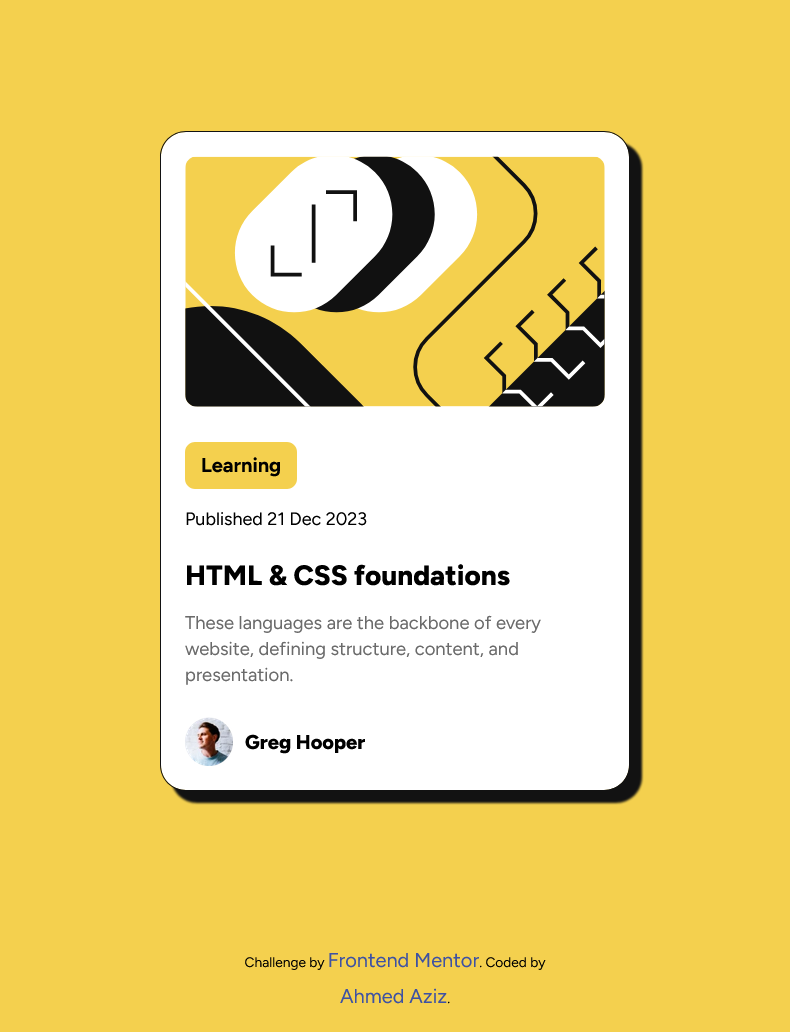 Learning
Published 21 Dec 2023
HTML & CSS foundations
These languages are the backbone of every
website, defining structure, content, and
presentation.
Greg Hooper
Challenge by Frontend Mentor. Coded by
Ahmed Aziz.